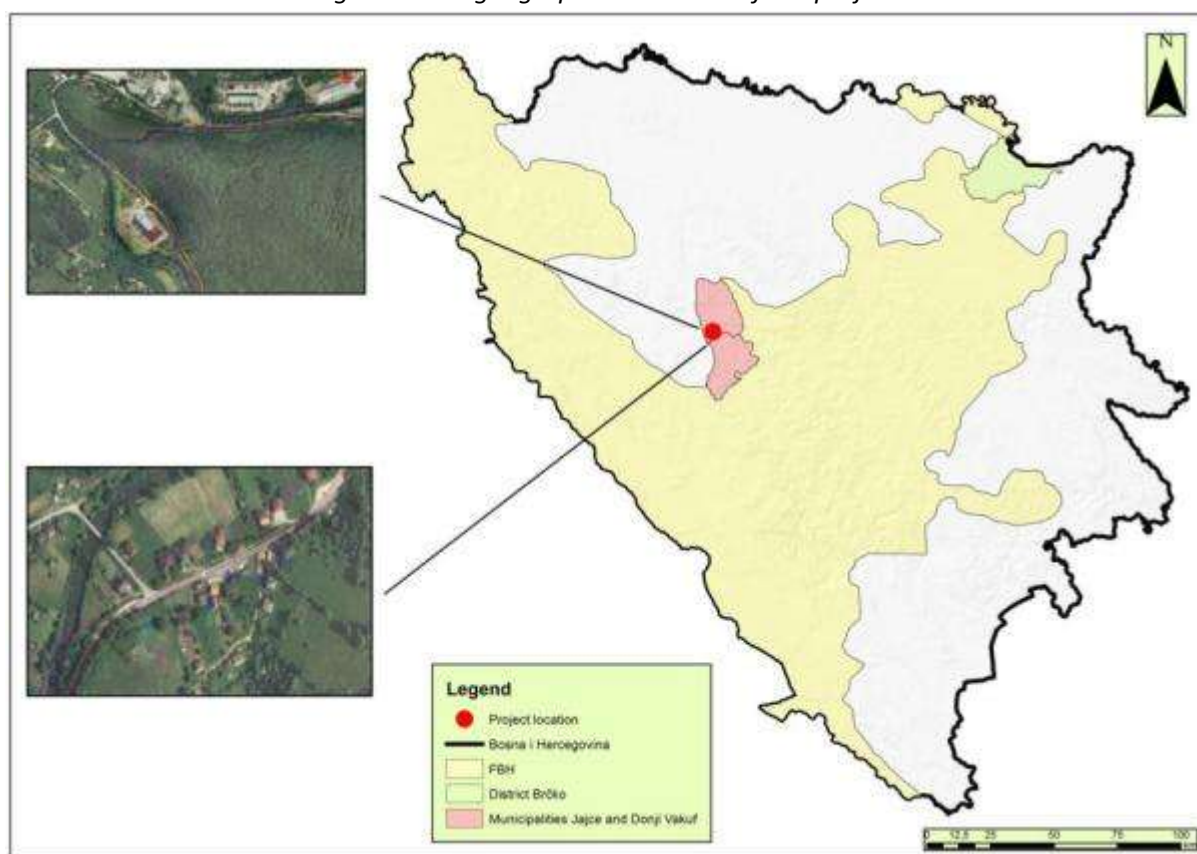 N
Legend
Project location
Bosna i Hercegovina
FBH
District Brčko
Municipalities Jajce and Donji Vakuf
0 12,5 25 50 75 100